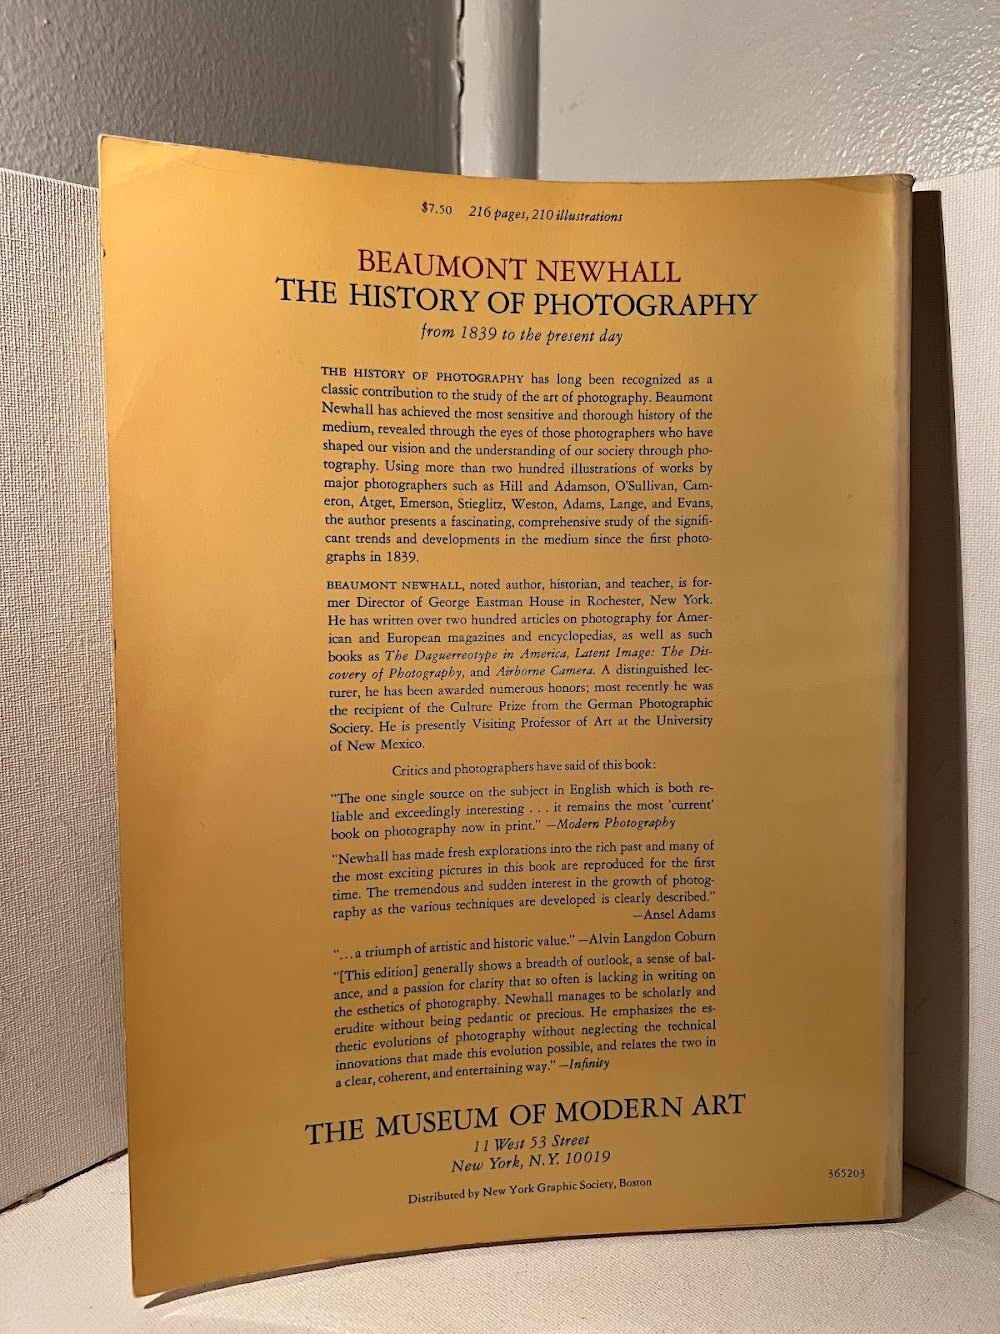 $7.50 216 pages, 210 illustrations
BEAUMONT NEWHALL
THE HISTORY OF PHOTOGRAPHY
from 1839 to the present day
THE HISTORY OF PHOTOGRAPHY has long been recognized as a
classic contribution to the study of the art of photography. Beaumont
Newhall has achieved the most sensitive and thorough history of the
medium, revealed through the eyes of those photographers who have
shaped our vision and the understanding of our society through pho-
tography. Using more than two hundred illustrations of works by
major photographers such as Hill and Adamson, O'Sullivan, Cam-
eron, Atget, Emerson, Stieglitz, Weston, Adams, Lange, and Evans,
the author presents a fascinating, comprehensive study of the signifi-
cant trends and developments in the medium since the first photo-
graphs in 1839.
BEAUMONT NEWHALL, noted author, historian, and teacher, is for-
mer Director of George Eastman House in Rochester, New York.
He has written over two hundred articles on photography for Amer-
ican and European magazines and encyclopedias, as well as such
books as The Daguerreotype in America, Latent Image: The Dis-
covery of Photography, and Airborne Camera. A distinguished lec-
turer, he has been awarded numerous honors; most recently he was
the recipient of the Culture Prize from the German Photographic
Society. He is presently Visiting Professor of Art at the University
of New Mexico.
Critics and photographers have said of this book:
"The one single source on the subject in English which is both re-
liable and exceedingly interesting . . . it remains the most 'current'
book on photography now in print." —Modern Photography
"Newhall has made fresh explorations into the rich past and many of
the most exciting pictures in this book are reproduced for the first
time. The tremendous and sudden interest in the growth of photog-
raphy as the various techniques are developed is clearly described."
—Ansel Adams
"...a triumph of artistic and historic value." —Alvin Langdon Coburn
"[This edition] generally shows a breadth of outlook, a sense of bal-
ance, and a passion for clarity that so often is lacking in writing on
the esthetics of photography. Newhall manages to be scholarly and
erudite without being pedantic or precious. He emphasizes the es-
thetic evolutions of photography without neglecting the technical
innovations that made this evolution possible, and relates the two in
a clear, coherent, and entertaining way." —Infinity
THE MUSEUM OF MODERN ART
11 West 53 Street
New York, N.Y. 10019
Distributed by New York Graphic Society, Boston
365203